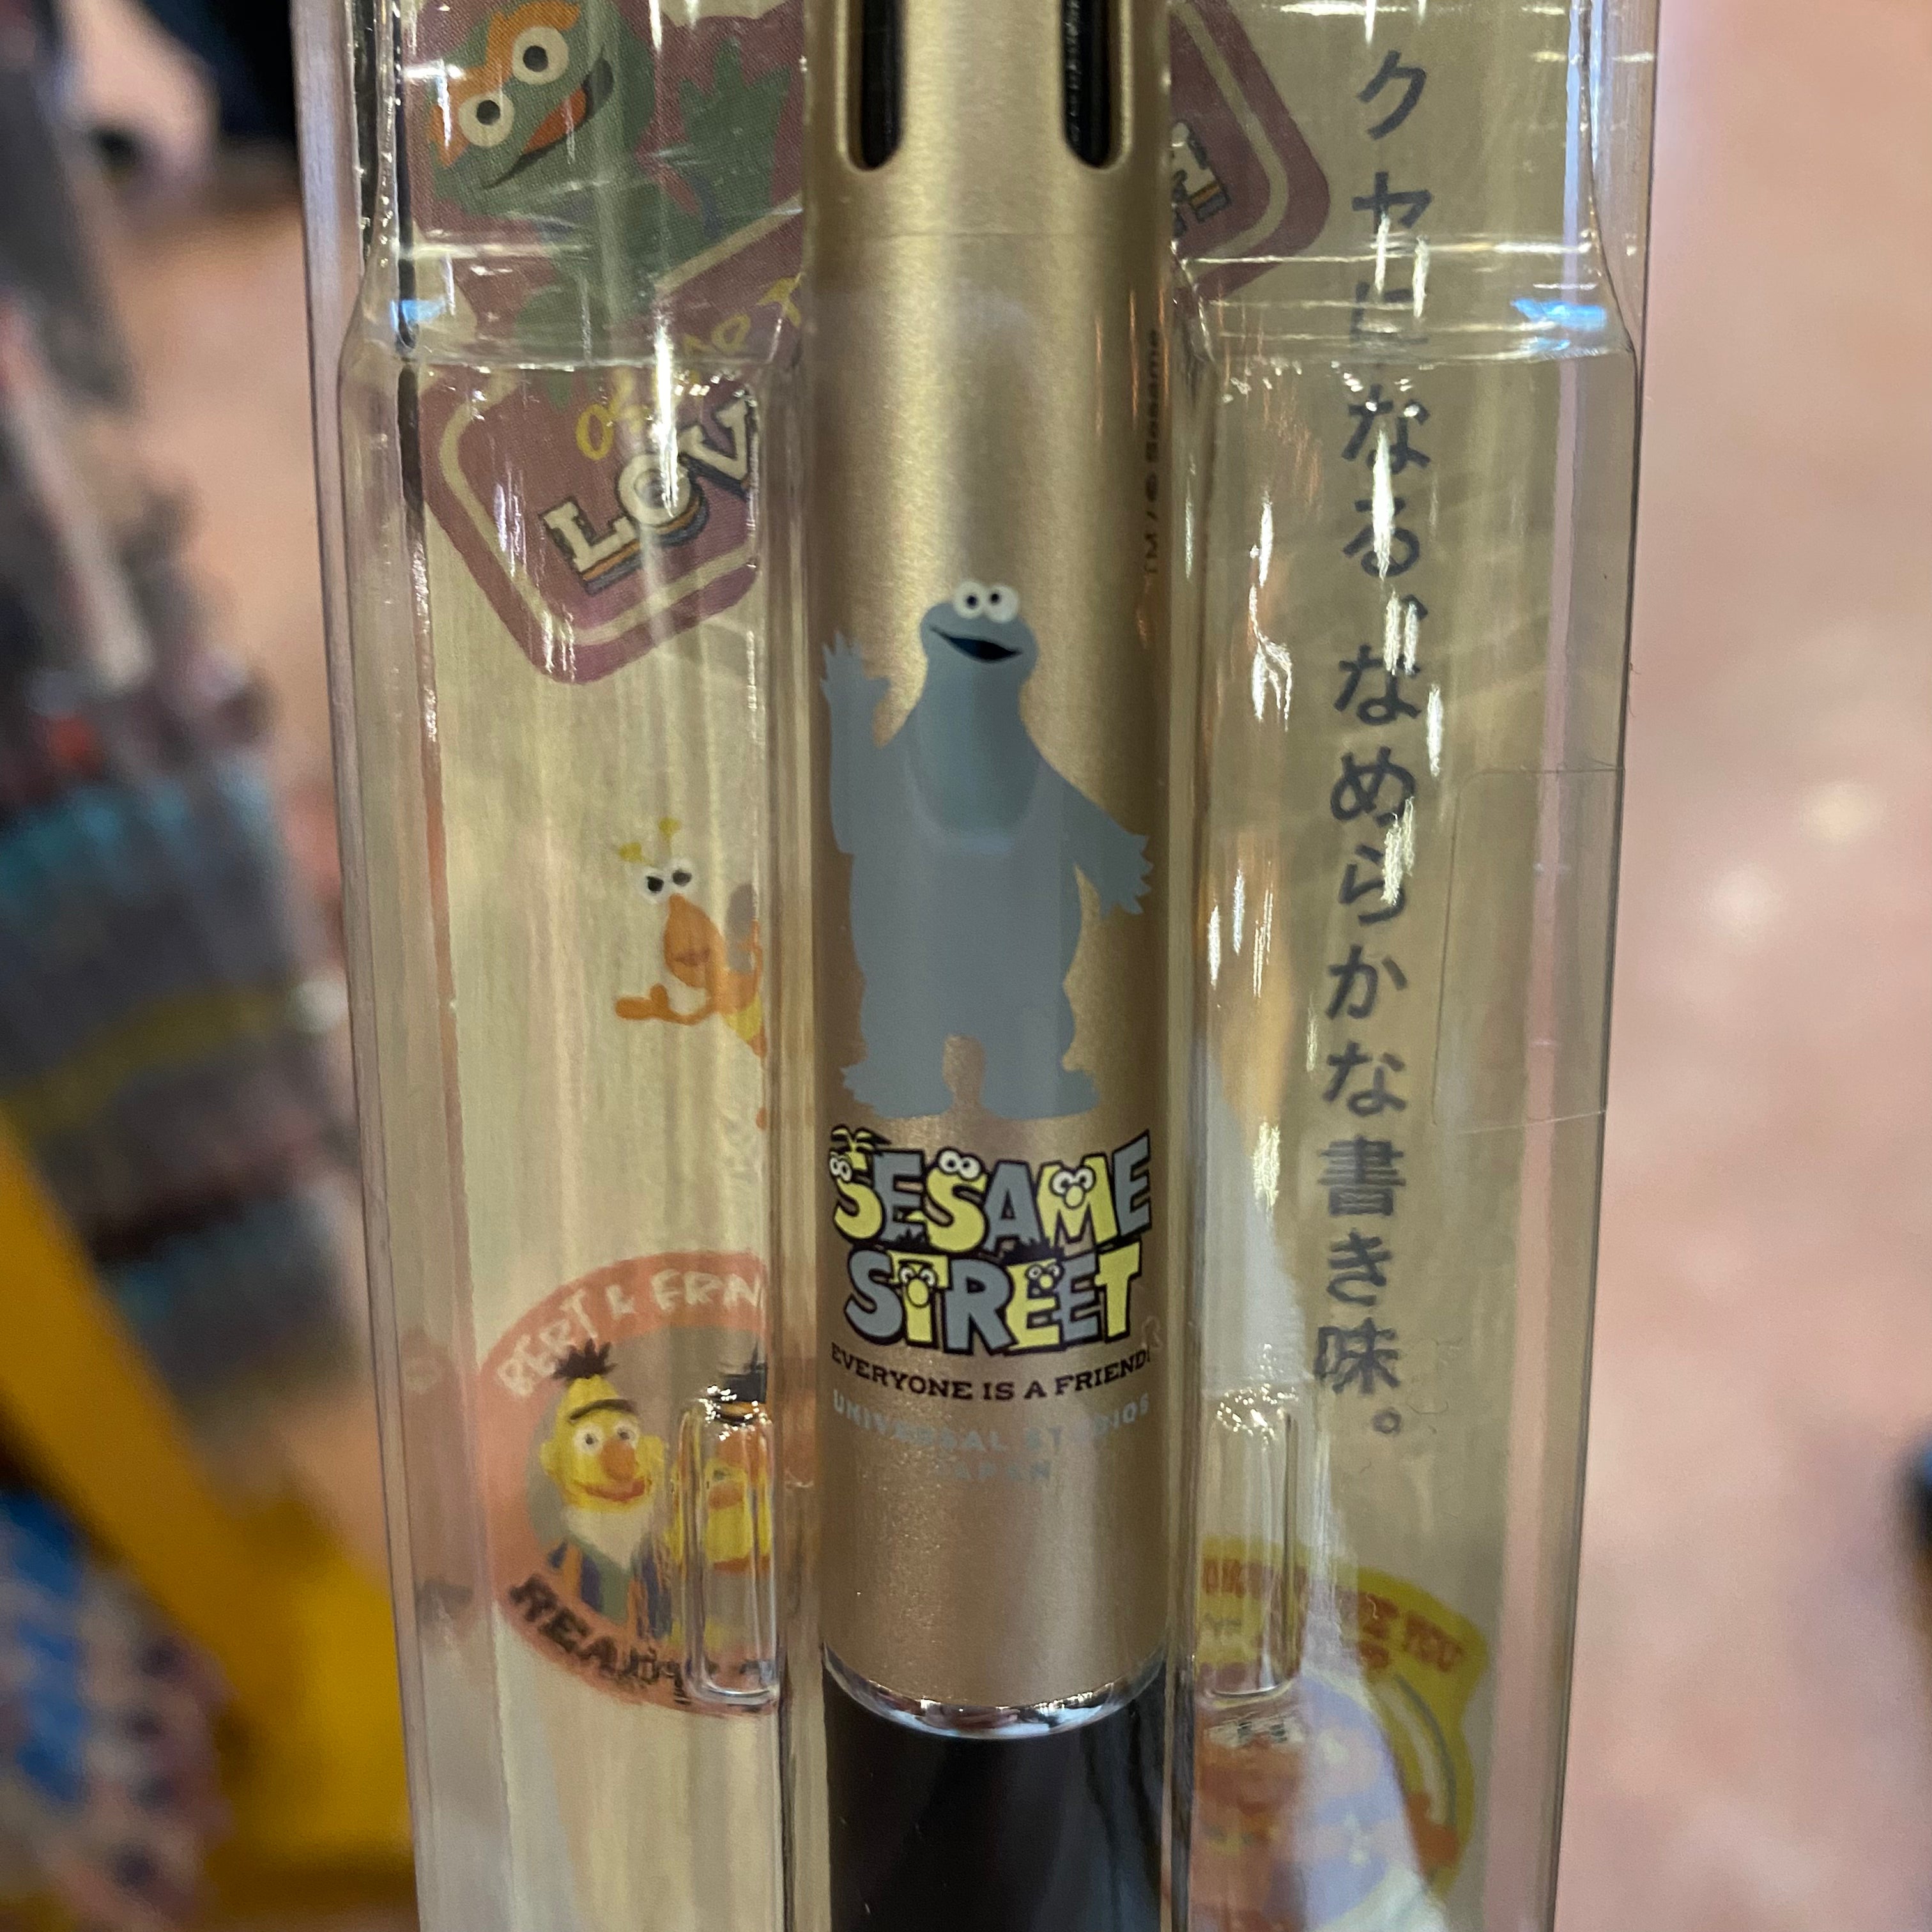 クセになる、なめらかな書き味。
LOV
TM / © Sesame
SESAME
STREET
EVERYONE IS A FRIEND!
UNIVERSAL STUDIOS
JAPAN
BERT & ERN